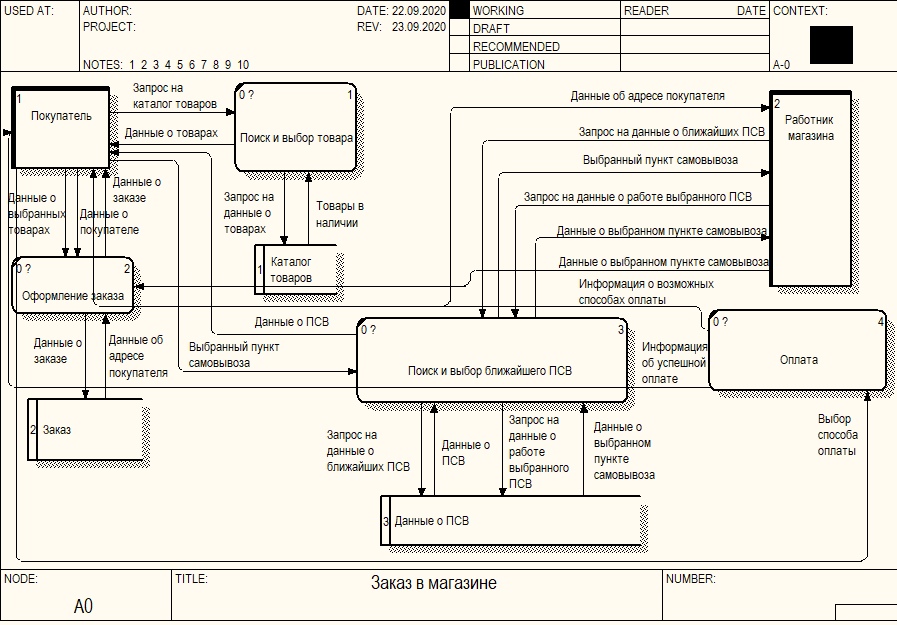 USED AT:
AUTHOR:
DATE: 22.09.2020
PROJECT:
REV: 23.09.2020
NOTES: 1 2 3 4 5 6 7 8 9 10
WORKING
DRAFT
RECOMMENDED
PUBLICATION
READER
DATE
CONTEXT:
A-0
1
Покупатель
Запрос на
каталог товаров
Данные о товарах
0 ?
1
Поиск и выбор товара
Данные об адресе покупателя
Запрос на данные о ближайших ПСВ
Выбранный пункт самовывоза
Запрос на данные о работе выбранного ПСВ
Данные о выбранном пункте самовывоза
Данные о выбранном пункте самовывоза
2
Работник
магазина
Данные о
выбранных
товарах
Данные о
покупателе
Данные о
заказе
Запрос на
данные о
товарах
Товары в
наличии
1
Каталог
товаров
0 ?
2
Оформление заказа
Информация о возможных
способах оплаты
Данные о ПСВ
Выбранный пункт
самовывоза
0 ?
3
Поиск и выбор ближайшего ПСВ
Информация
об успешной
оплате
0 ?
4
Оплата
Данные о
заказе
Данные об
адресе
покупателя
2
Заказ
Запрос на
данные о
ближайших ПСВ
Данные о
ПСВ
Запрос на
данные о
работе
выбранного
ПСВ
Данные о
выбранном
пункте
самовывоза
Выбор
способа
оплаты
3
Данные о ПСВ
NODE:
A0
TITLE:
Заказ в магазине
NUMBER: